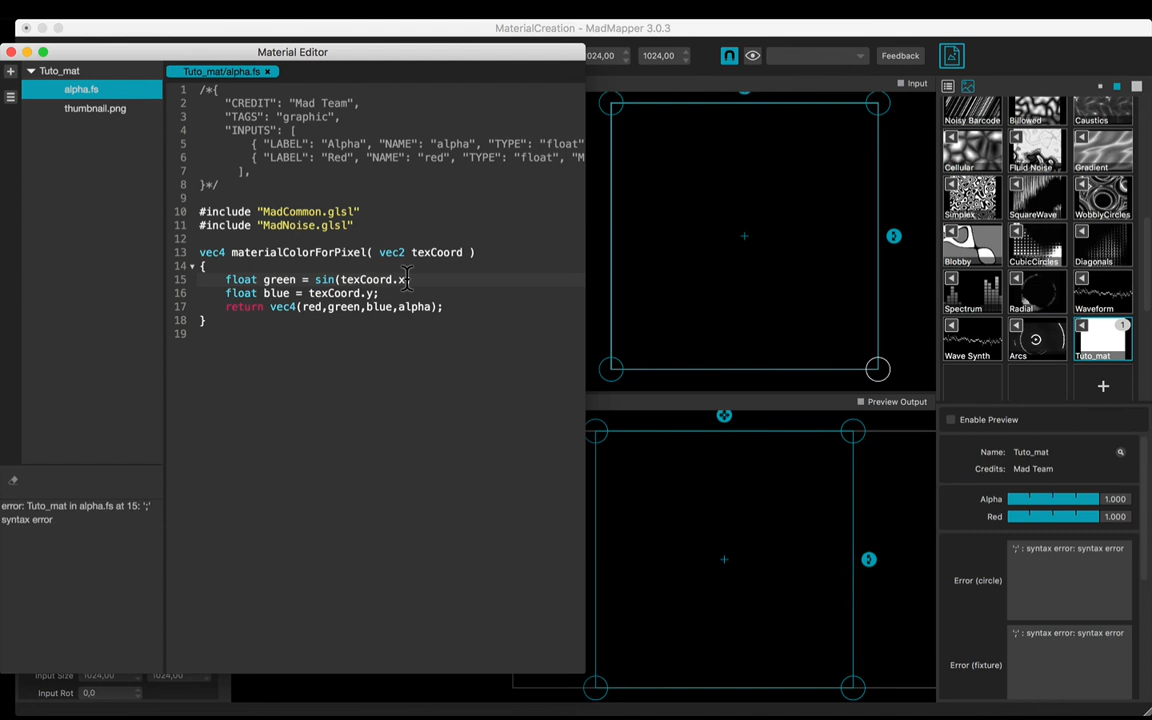 MaterialCreation - MadMapper 3.0.3
Material Editor
024,00
1024,00
Feedback
Tuto_mat
alpha.fs
thumbnail.png
Tuto_mat/alpha.fs ×
1 /*{
2 "CREDIT": "Mad Team",
3 "TAGS": "graphic",
4 "INPUTS": [
5 { "LABEL": "Alpha", "NAME": "alpha", "TYPE": "float"
6 { "LABEL": "Red", "NAME": "red", "TYPE": "float", "M
7 ],
8 }*/
9
10 #include "MadCommon.glsl"
11 #include "MadNoise.glsl"
12
13 vec4 materialColorForPixel( vec2 texCoord )
14 {
15 float green = sin(texCoord.x
16 float blue = texCoord.y;
17 return vec4(red,green,blue,alpha);
18 }
19
error: Tuto_mat in alpha.fs at 15: ';'
syntax error
Input Size 1024,00 1024,00
Input Rot 0,0
Input
Preview Output
Noisy Barcode
Billowed
Caustics
Cellular
Fluid Noise
Gradient
Simplex
SquareWave
WobblyCircles
Blobby
CubicCircles
Diagonals
Spectrum
Radial
Waveform
Wave Synth
Arcs
1
Tuto_mat
Enable Preview
Name: Tuto_mat
Credits: Mad Team
Alpha 1.000
Red 1.000
Error (circle)
';' : syntax error: syntax error
Error (fixture)
';' : syntax error: syntax error